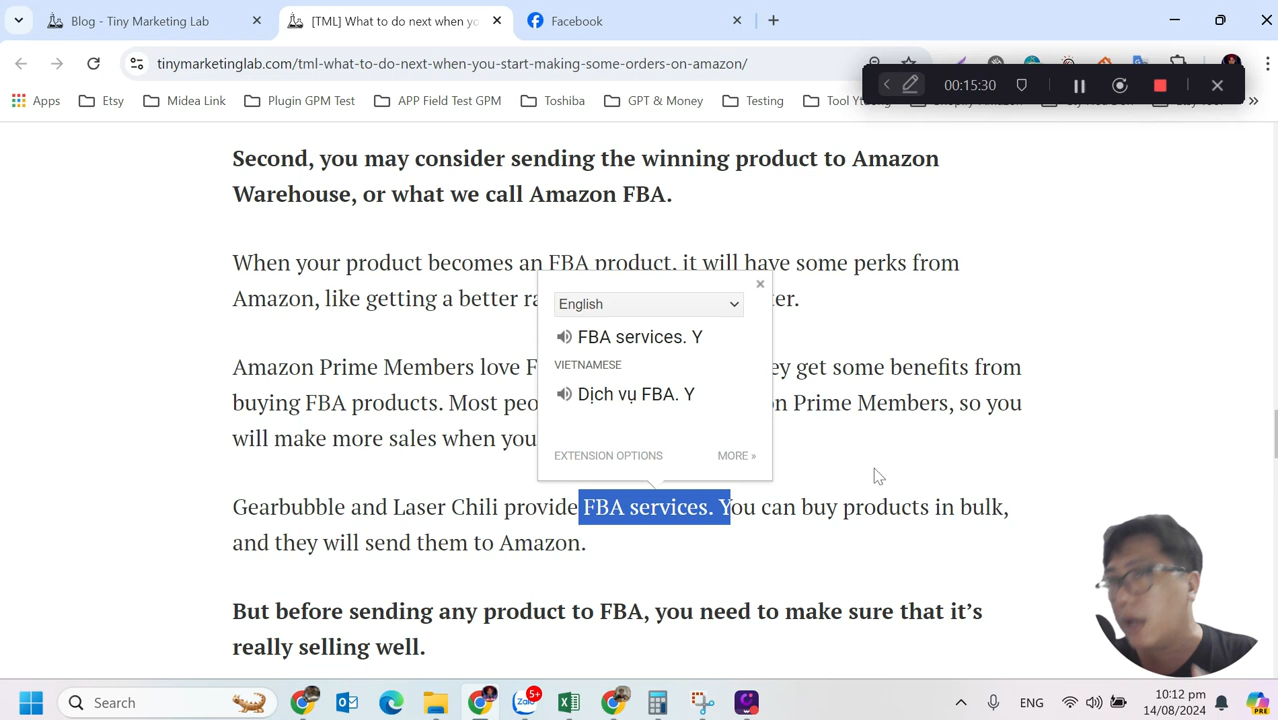 Blog - Tiny Marketing Lab
[TML] What to do next when yo
Facebook
tinymarketinglab.com/tml-what-to-do-next-when-you-start-making-some-orders-on-amazon/
00:15:30
Apps
Etsy
Midea Link
Plugin GPM Test
APP Field Test GPM
Toshiba
GPT & Money
Testing
Second, you may consider sending the winning product to Amazon
Warehouse, or what we call Amazon FBA.
When your product becomes an FBA product, it will have some perks from
Amazon, like getting a better ra
er.
Amazon Prime Members love F
ey get some benefits from
buying FBA products. Most peo
n Prime Members, so you
will make more sales when you
English
FBA services. Y
VIETNAMESE
Dịch vụ FBA. Y
EXTENSION OPTIONS
MORE »
Gearbubble and Laser Chili provide FBA services. You can buy products in bulk,
and they will send them to Amazon.
But before sending any product to FBA, you need to make sure that it's
really selling well.
Search
5+
Zalo
ENG
10:12 pm
14/08/2024
PRE